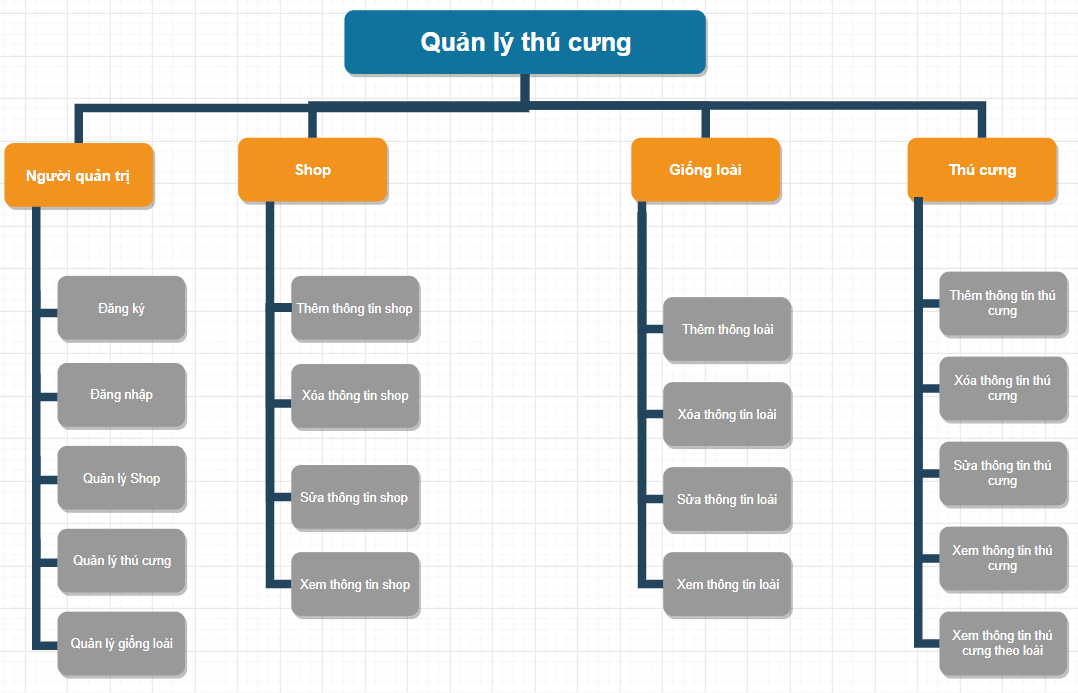 Quản lý thú cưng
Người quản trị
Shop
Giống loài
Thú cưng
Đăng ký
Đăng nhập
Quản lý Shop
Quản lý thú cưng
Quản lý giống loài
Thêm thông tin shop
Xóa thông tin shop
Sửa thông tin shop
Xem thông tin shop
Thêm thông loài
Xóa thông tin loài
Sửa thông tin loài
Xem thông tin loài
Thêm thông tin thú
cưng
Xóa thông tin thú
cưng
Sửa thông tin thú
cưng
Xem thông tin thú
cưng
Xem thông tin thú
cưng theo loài